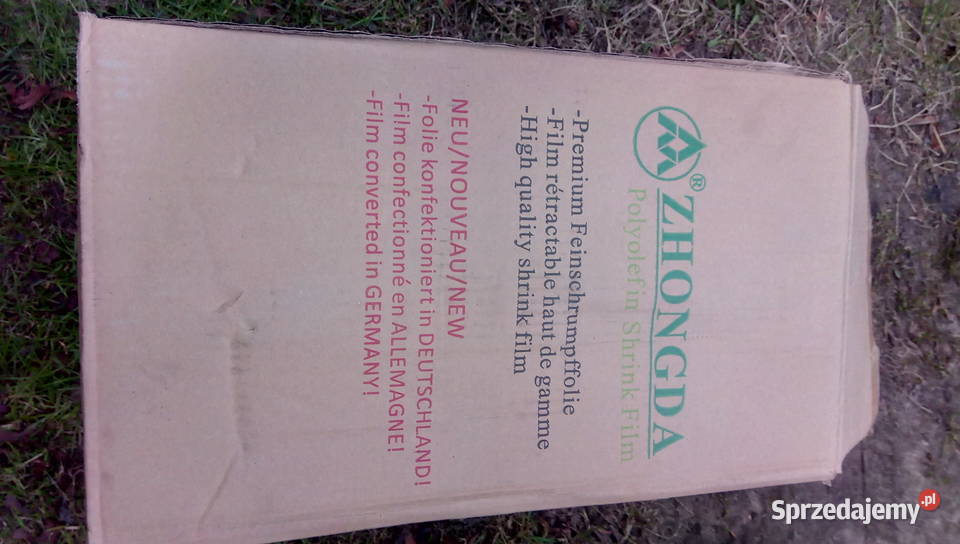 ® ZHONGDA
Polyolefin Shrink Film
-Premium Feinschrumpffolie
-Film rétractable haut de gamme
-High quality shrink film
NEU/NOUVEAU/NEW
-Folie konfektioniert in DEUTSCHLAND!
-Film confectionné en ALLEMAGNE!
-Film converted in GERMANY!
Sprzedajemy.pl